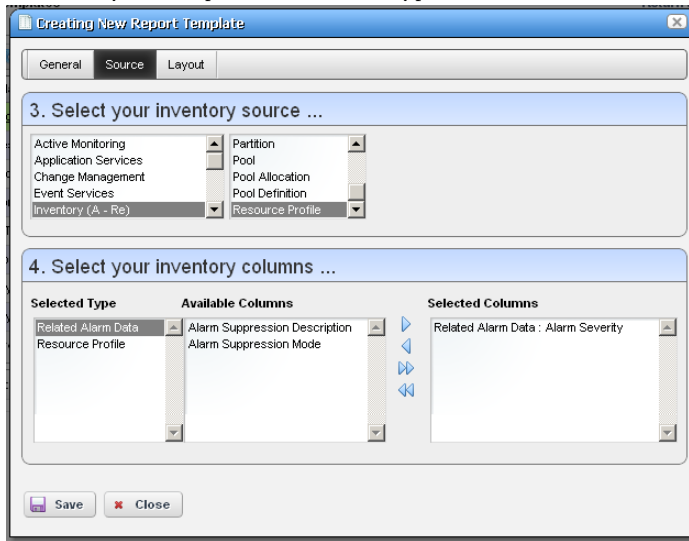 Creating New Report Template
General Source Layout
3. Select your inventory source ...
Active Monitoring
Application Services
Change Management
Event Services
Inventory (A - Re)
Partition
Pool
Pool Allocation
Pool Definition
Resource Profile
4. Select your inventory columns ...
Selected Type
Related Alarm Data
Resource Profile
Available Columns
Alarm Suppression Description
Alarm Suppression Mode
Selected Columns
Related Alarm Data : Alarm Severity
Save Close